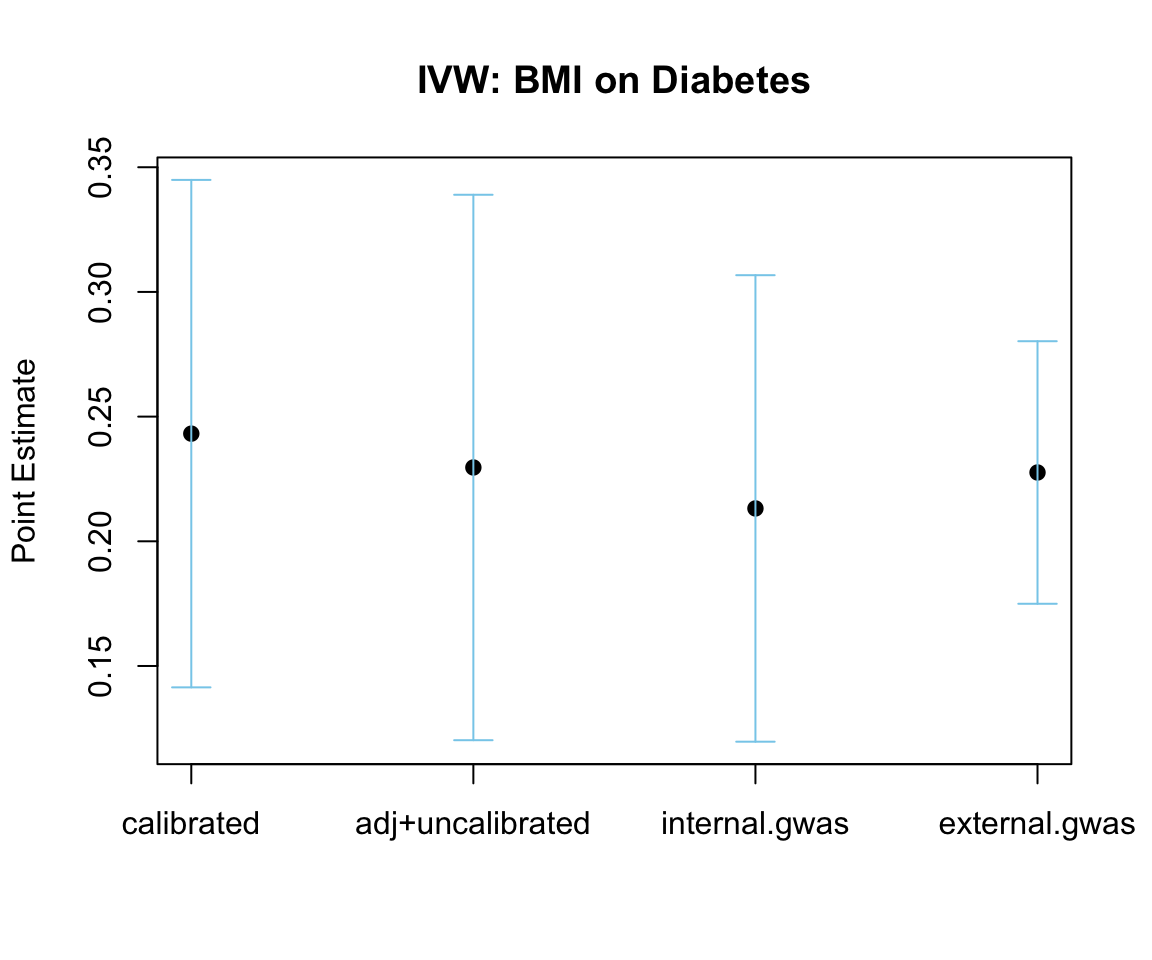 IVW: BMI on Diabetes
Point Estimate
0.35
0.30
0.25
0.20
0.15
calibrated adj+uncalibrated internal.gwas external.gwas